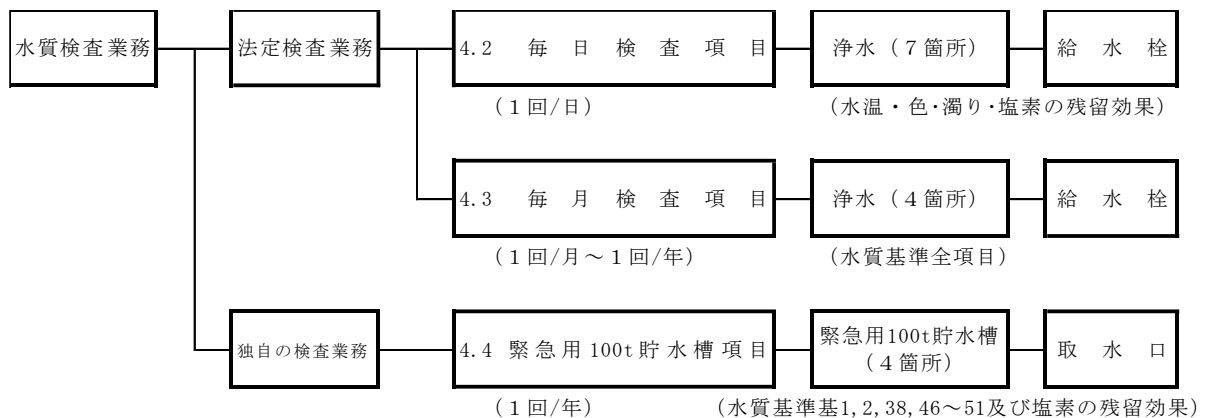 水質検査業務
法定検査業務
4.2 毎日検査項目
浄水（7箇所）
給水栓
（1回/日）
（水温・色・濁り・塩素の残留効果）
4.3 毎月検査項目
浄水（4箇所）
給水栓
（1回/月～1回/年）
（水質基準全項目）
独自の検査業務
4.4 緊急用100t貯水槽項目
緊急用100t貯水槽
（4箇所）
取水口
（1回/年）
（水質基準基1,2,38,46～51及び塩素の残留効果）